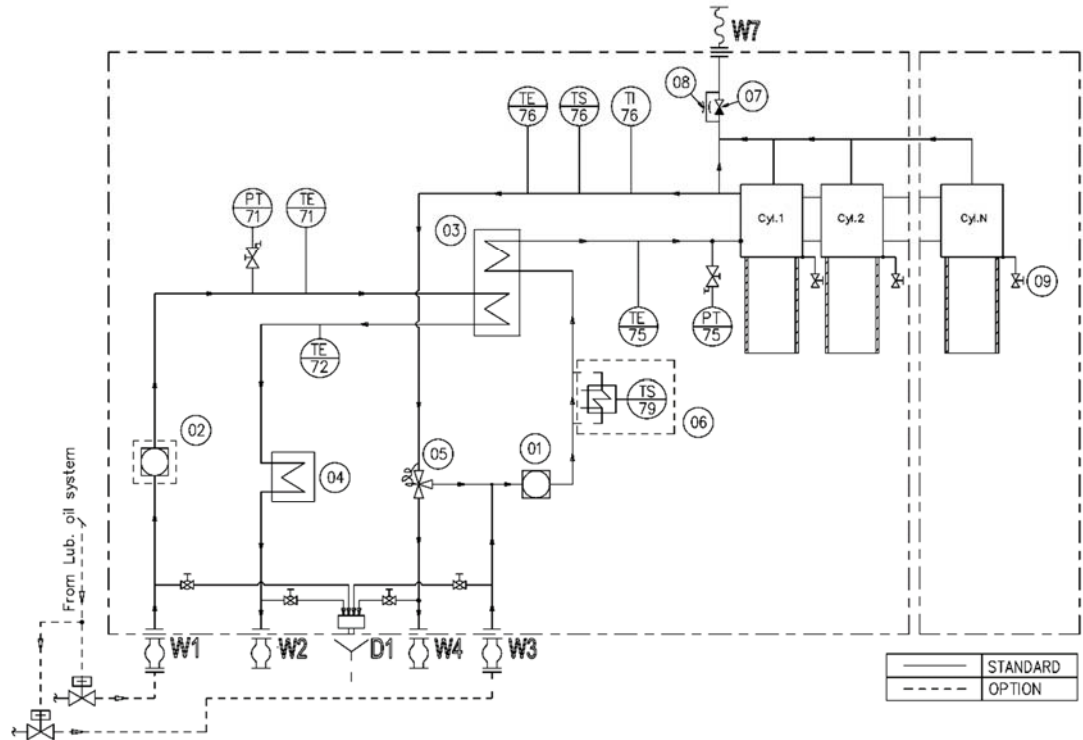 W7
08
07
TE
76
TS
76
TI
76
PT
71
TE
71
03
Cyl.1
Cyl.2
Cyl.N
09
TE
75
PT
75
TE
72
TS
79
06
02
04
05
01
From Lub. oil system
W1
W2
D1
W4
W3
STANDARD
OPTION